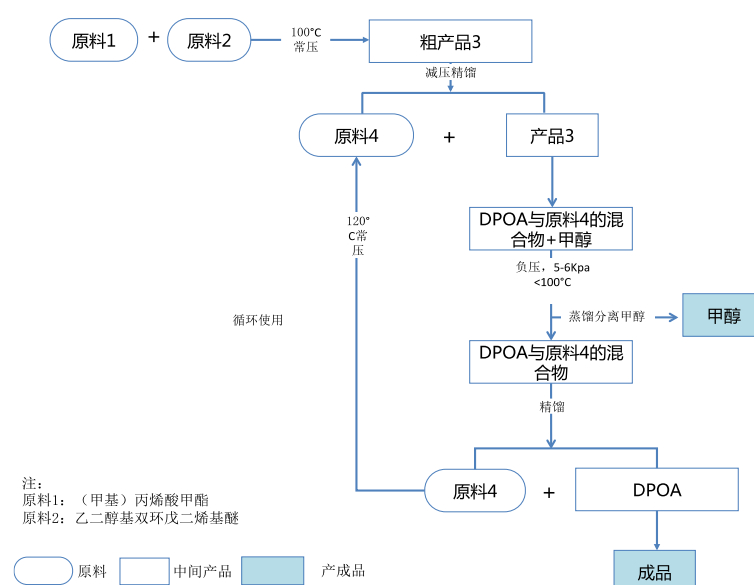 原料1
+
原料2
100°C
常压
粗产品3
减压精馏
原料4
+
产品3
DPOA与原料4的混
合物+甲醇
120°
C常
压
负压，5-6Kpa
<100°C
循环使用
蒸馏分离甲醇
甲醇
DPOA与原料4的混
合物
精馏
原料4
+
DPOA
注：
原料1：（甲基）丙烯酸甲酯
原料2：乙二醇基双环戊二烯基醚
原料
中间产品
产成品
成品